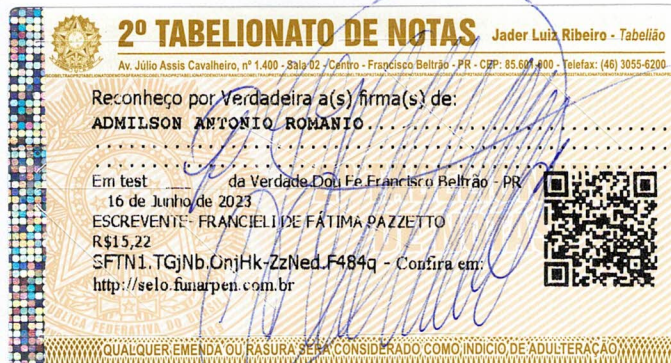 2º TABELIONATO DE NOTAS Jader Luiz Ribeiro - Tabelião
Av. Júlio Assis Cavalheiro, nº 1.400 - Sala 02 - Centro - Francisco Beltrão - PR - CEP: 85.601-000 - Telefax: (46) 3055-6200
Reconheço por Verdadeira a(s) firma(s) de:
ADMILSON ANTONIO ROMANIO
Em test ____ da Verdade Dou Fe Francisco Beltrão - PR
16 de Junho de 2023
ESCREVENTE- FRANCIELI DE FÁTIMA PAZZETTO
R$15,22
SFTN1.TGjNb.OnjHk-ZzNed.F484q - Confira em:
http://selo.funarpen.com.br
QUALQUER EMENDA OU RASURA SERÁ CONSIDERADO COMO INDÍCIO DE ADULTERAÇÃO